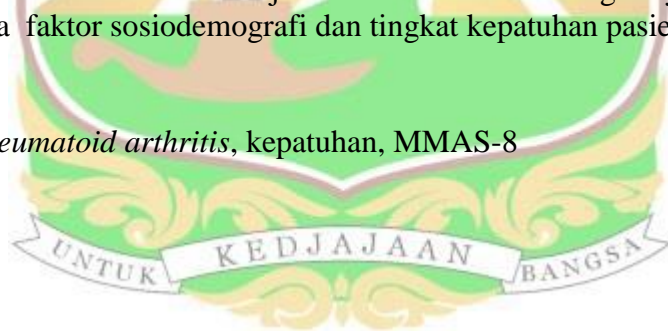 a faktor sosiodemografi dan tingkat kepatuhan pasie
eumatoid arthritis, kepatuhan, MMAS-8
UNTUK KEDJAJAAN BANGSA